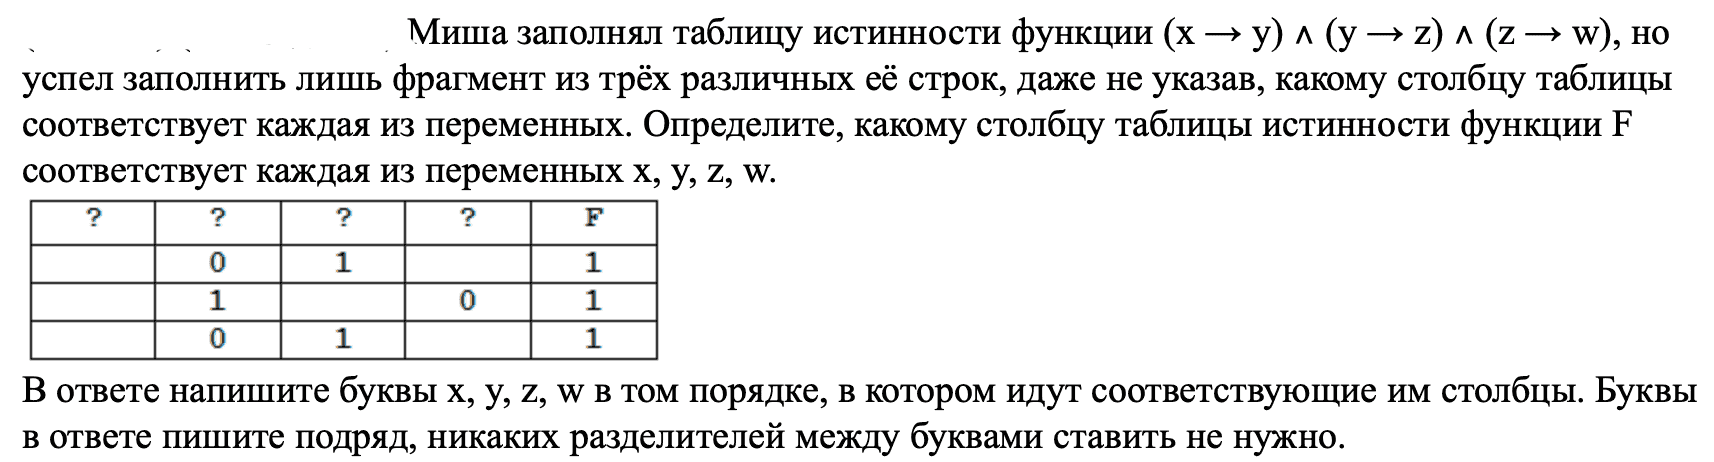 Миша заполнял таблицу истинности функции (x → y) ∧ (y → z) ∧ (z → w), но
успел заполнить лишь фрагмент из трёх различных её строк, даже не указав, какому столбцу таблицы
соответствует каждая из переменных. Определите, какому столбцу таблицы истинности функции F
соответствует каждая из переменных x, y, z, w.
? ? ? ? F
0 1 1
1 0 1
0 1 1
В ответе напишите буквы x, y, z, w в том порядке, в котором идут соответствующие им столбцы. Буквы
в ответе пишите подряд, никаких разделителей между буквами ставить не нужно.